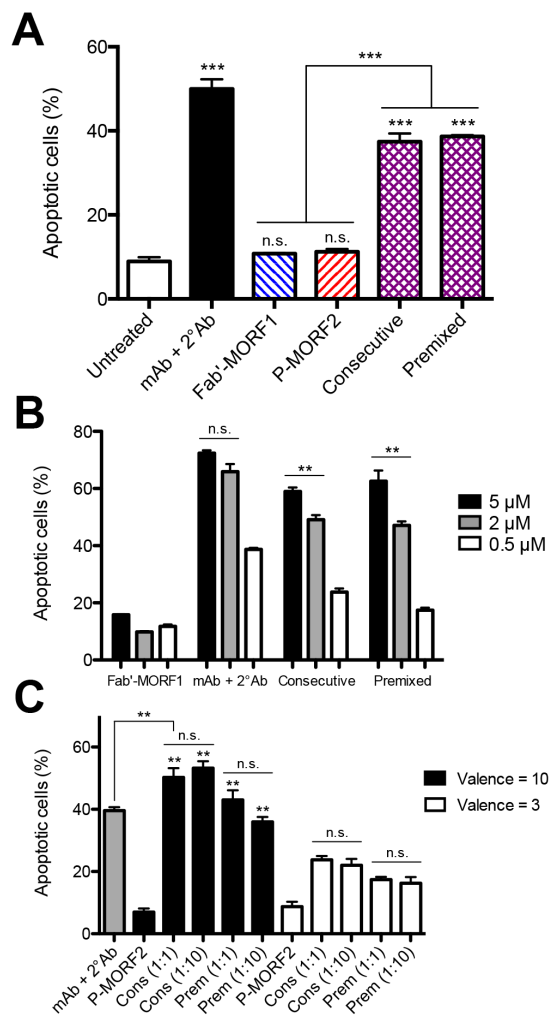 A
Apoptotic cells (%)
60
40
20
0
***
n.s.
n.s.
***
***
***
Untreated
mAb + 2°Ab
Fab'-MORF1
P-MORF2
Consecutive
Premixed
B
Apoptotic cells (%)
80
60
40
20
0
n.s.
**
**
5 µM
2 µM
0.5 µM
Fab'-MORF1
mAb + 2°Ab
Consecutive
Premixed
C
Apoptotic cells (%)
60
40
20
0
**
n.s.
**
**
n.s.
**
**
n.s.
n.s.
Valence = 10
Valence = 3
mAb + 2°Ab
P-MORF2
Cons (1:1)
Cons (1:10)
Prem (1:1)
Prem (1:10)
P-MORF2
Cons (1:1)
Cons (1:10)
Prem (1:1)
Prem (1:10)